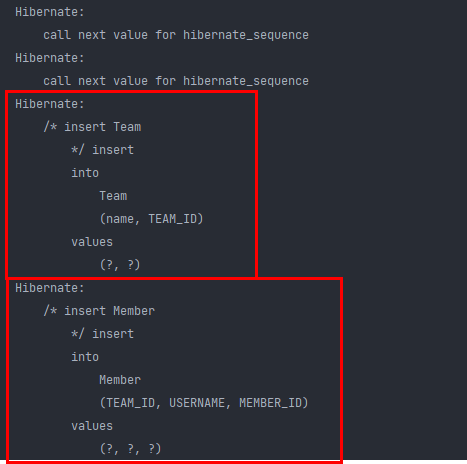 Hibernate:
call next value for hibernate_sequence
Hibernate:
call next value for hibernate_sequence
Hibernate:
/* insert Team
*/ insert
into
Team
(name, TEAM_ID)
values
(?, ?)
Hibernate:
/* insert Member
*/ insert
into
Member
(TEAM_ID, USERNAME, MEMBER_ID)
values
(?, ?, ?)